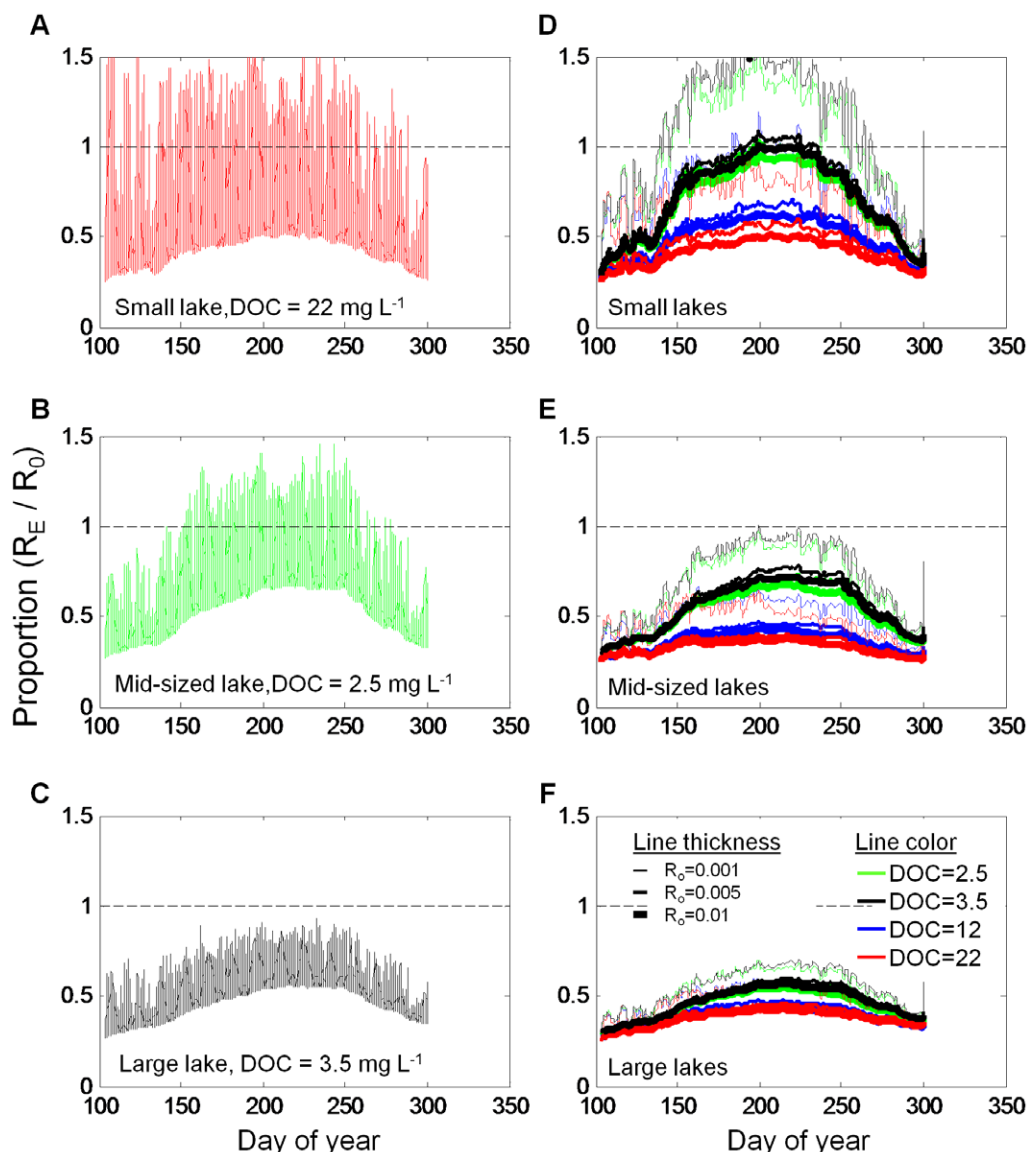 A
1.5
1
0.5
0
Small lake,DOC = 22 mg L-1
100 150 200 250 300 350
B
1.5
1
0.5
0
Mid-sized lake,DOC = 2.5 mg L-1
100 150 200 250 300 350
C
1.5
1
0.5
0
Large lake, DOC = 3.5 mg L-1
100 150 200 250 300 350
Day of year
Proportion (RE / R0)
D
1.5
1
0.5
0
Small lakes
100 150 200 250 300 350
E
1.5
1
0.5
0
Mid-sized lakes
100 150 200 250 300 350
F
1.5
1
0.5
0
Line thickness
Ro=0.001
Ro=0.005
Ro=0.01
Line color
DOC=2.5
DOC=3.5
DOC=12
DOC=22
Large lakes
100 150 200 250 300 350
Day of year